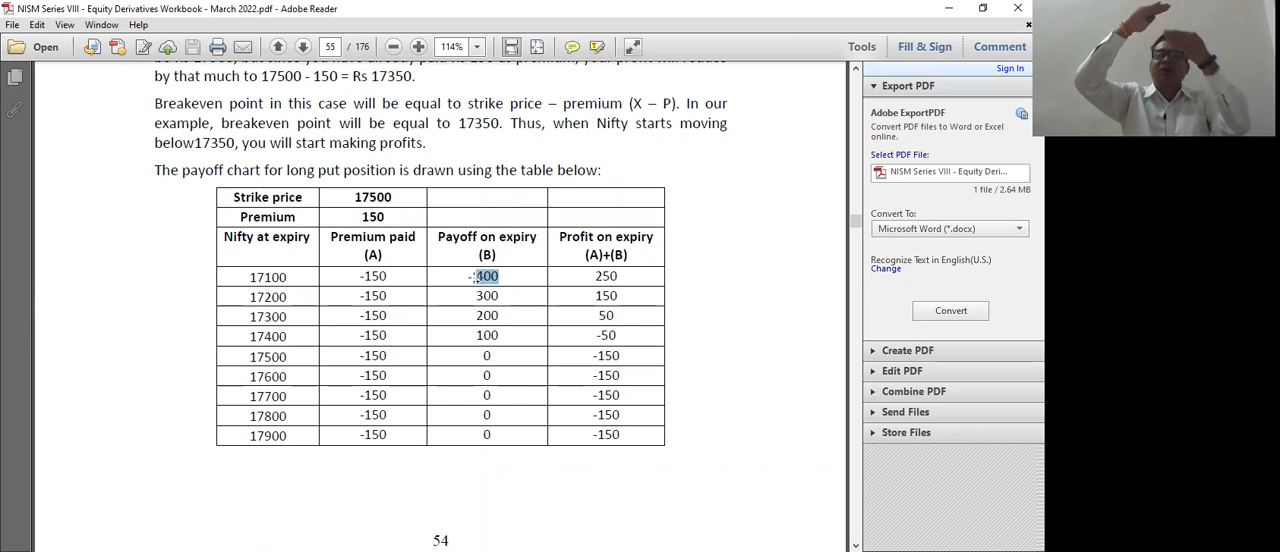 NISM Series VIII - Equity Derivatives Workbook - March 2022.pdf - Adobe Reader
File Edit View Window Help
Open 55 / 176 114% Tools Fill & Sign Comment
Sign In
by that much to 17500 - 150 = Rs 17350.
Breakeven point in this case will be equal to strike price – premium (X – P). In our
example, breakeven point will be equal to 17350. Thus, when Nifty starts moving
below17350, you will start making profits.
The payoff chart for long put position is drawn using the table below:
Strike price 17500
Premium 150
Nifty at expiry Premium paid Payoff on expiry Profit on expiry
(A) (B) (A)+(B)
17100 -150 400 250
17200 -150 300 150
17300 -150 200 50
17400 -150 100 -50
17500 -150 0 -150
17600 -150 0 -150
17700 -150 0 -150
17800 -150 0 -150
17900 -150 0 -150
54
Export PDF
Adobe ExportPDF
Convert PDF files to Word or Excel
online.
Select PDF File:
NISM Series VIII - Equity Deri...
1 file / 2.64 MB
Convert To:
Microsoft Word (*.docx)
Recognize Text in English(U.S.)
Change
Convert
Create PDF
Edit PDF
Combine PDF
Send Files
Store Files